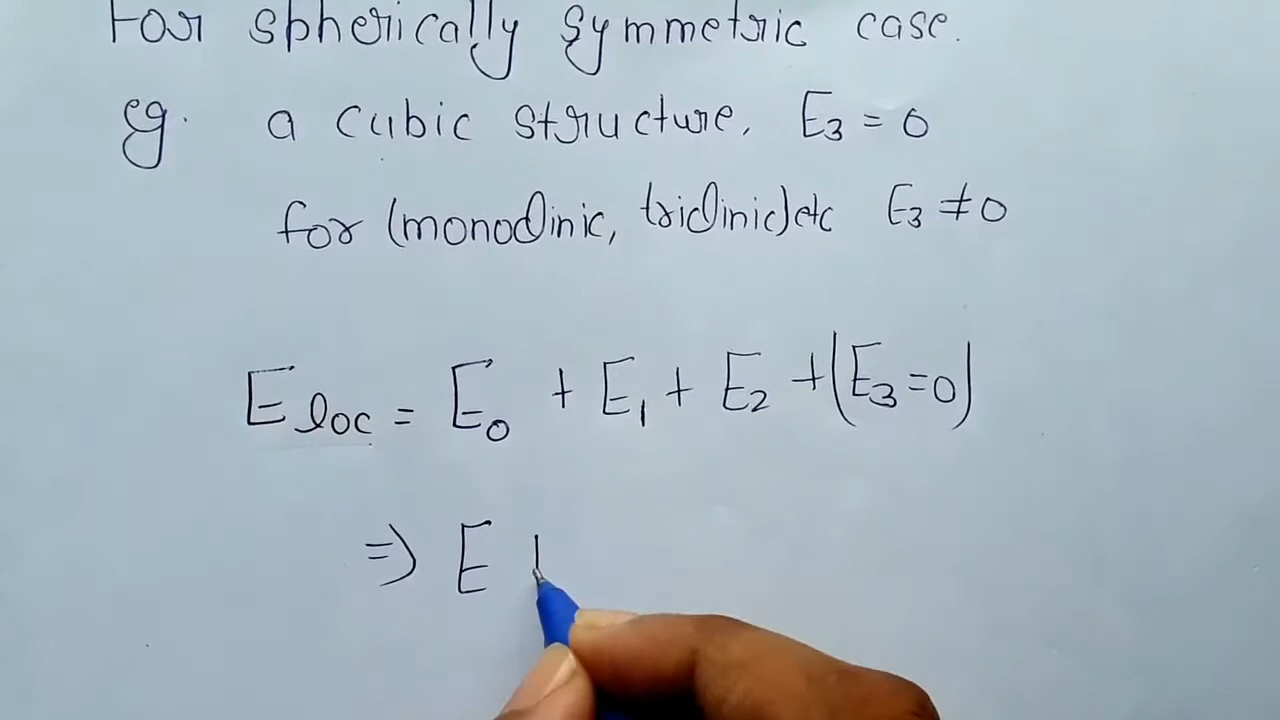 For spherically symmetric case.
eg. a cubic structure, E₃ = 0
for (monoclinic, triclinic) etc E₃ ≠ 0
E loc = E₀ + E₁ + E₂ + (E₃ = 0)
⇒ E